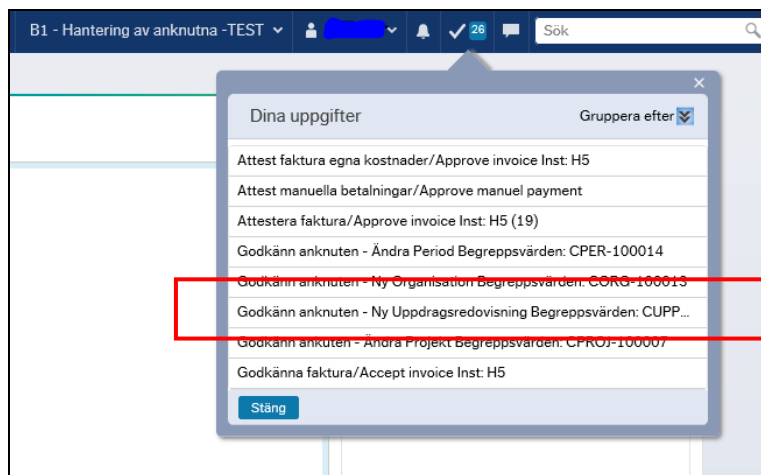 B1 - Hantering av anknutna -TEST
26
Sök
Dina uppgifter
Gruppera efter
Attest faktura egna kostnader/Approve invoice Inst: H5
Attest manuella betalningar/Approve manuel payment
Attestera faktura/Approve invoice Inst: H5 (19)
Godkänn anknuten - Ändra Period Begreppsvärden: CPER-100014
Godkänn anknuten - Ny Organisation Begreppsvärden: CORG-100013
Godkänn anknuten - Ny Uppdragsredovisning Begreppsvärden: CUPP...
Godkänn ankuten - Ändra Projekt Begreppsvärden: CPROJ-100007
Godkänna faktura/Accept invoice Inst: H5
Stäng